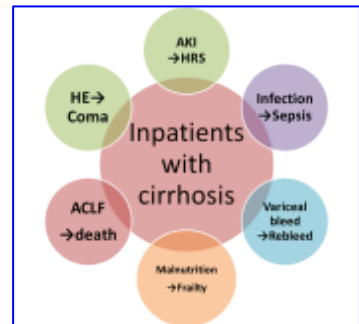 AKI
→HRS
Infection
→Sepsis
Variceal
bleed
→Rebleed
Malnutrition
→Frailty
ACLF
→death
HE→
Coma
Inpatients
with
cirrhosis